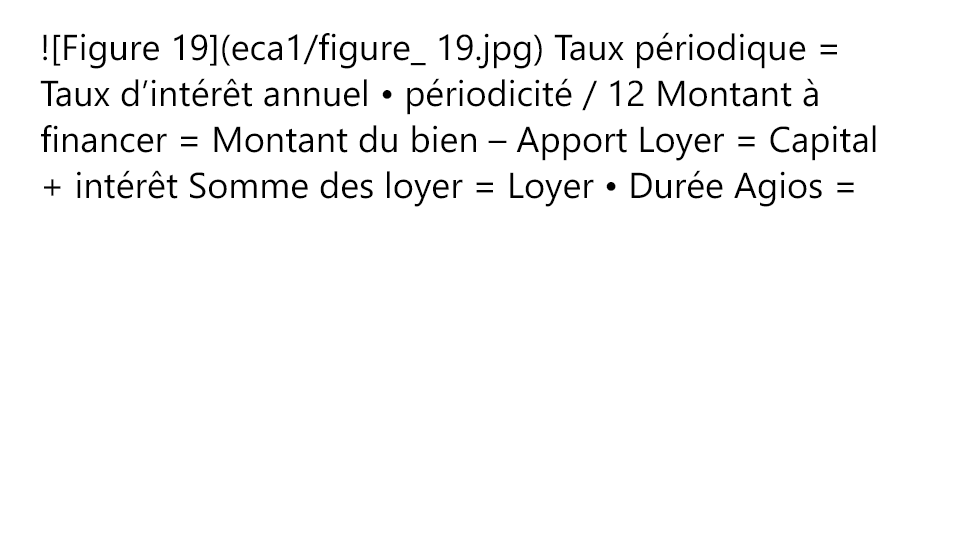 ![Figure 19](eca1/figure_ 19.jpg) Taux périodique =
Taux d’intérêt annuel • périodicité / 12 Montant à
financer = Montant du bien – Apport Loyer = Capital
+ intérêt Somme des loyer = Loyer • Durée Agios =